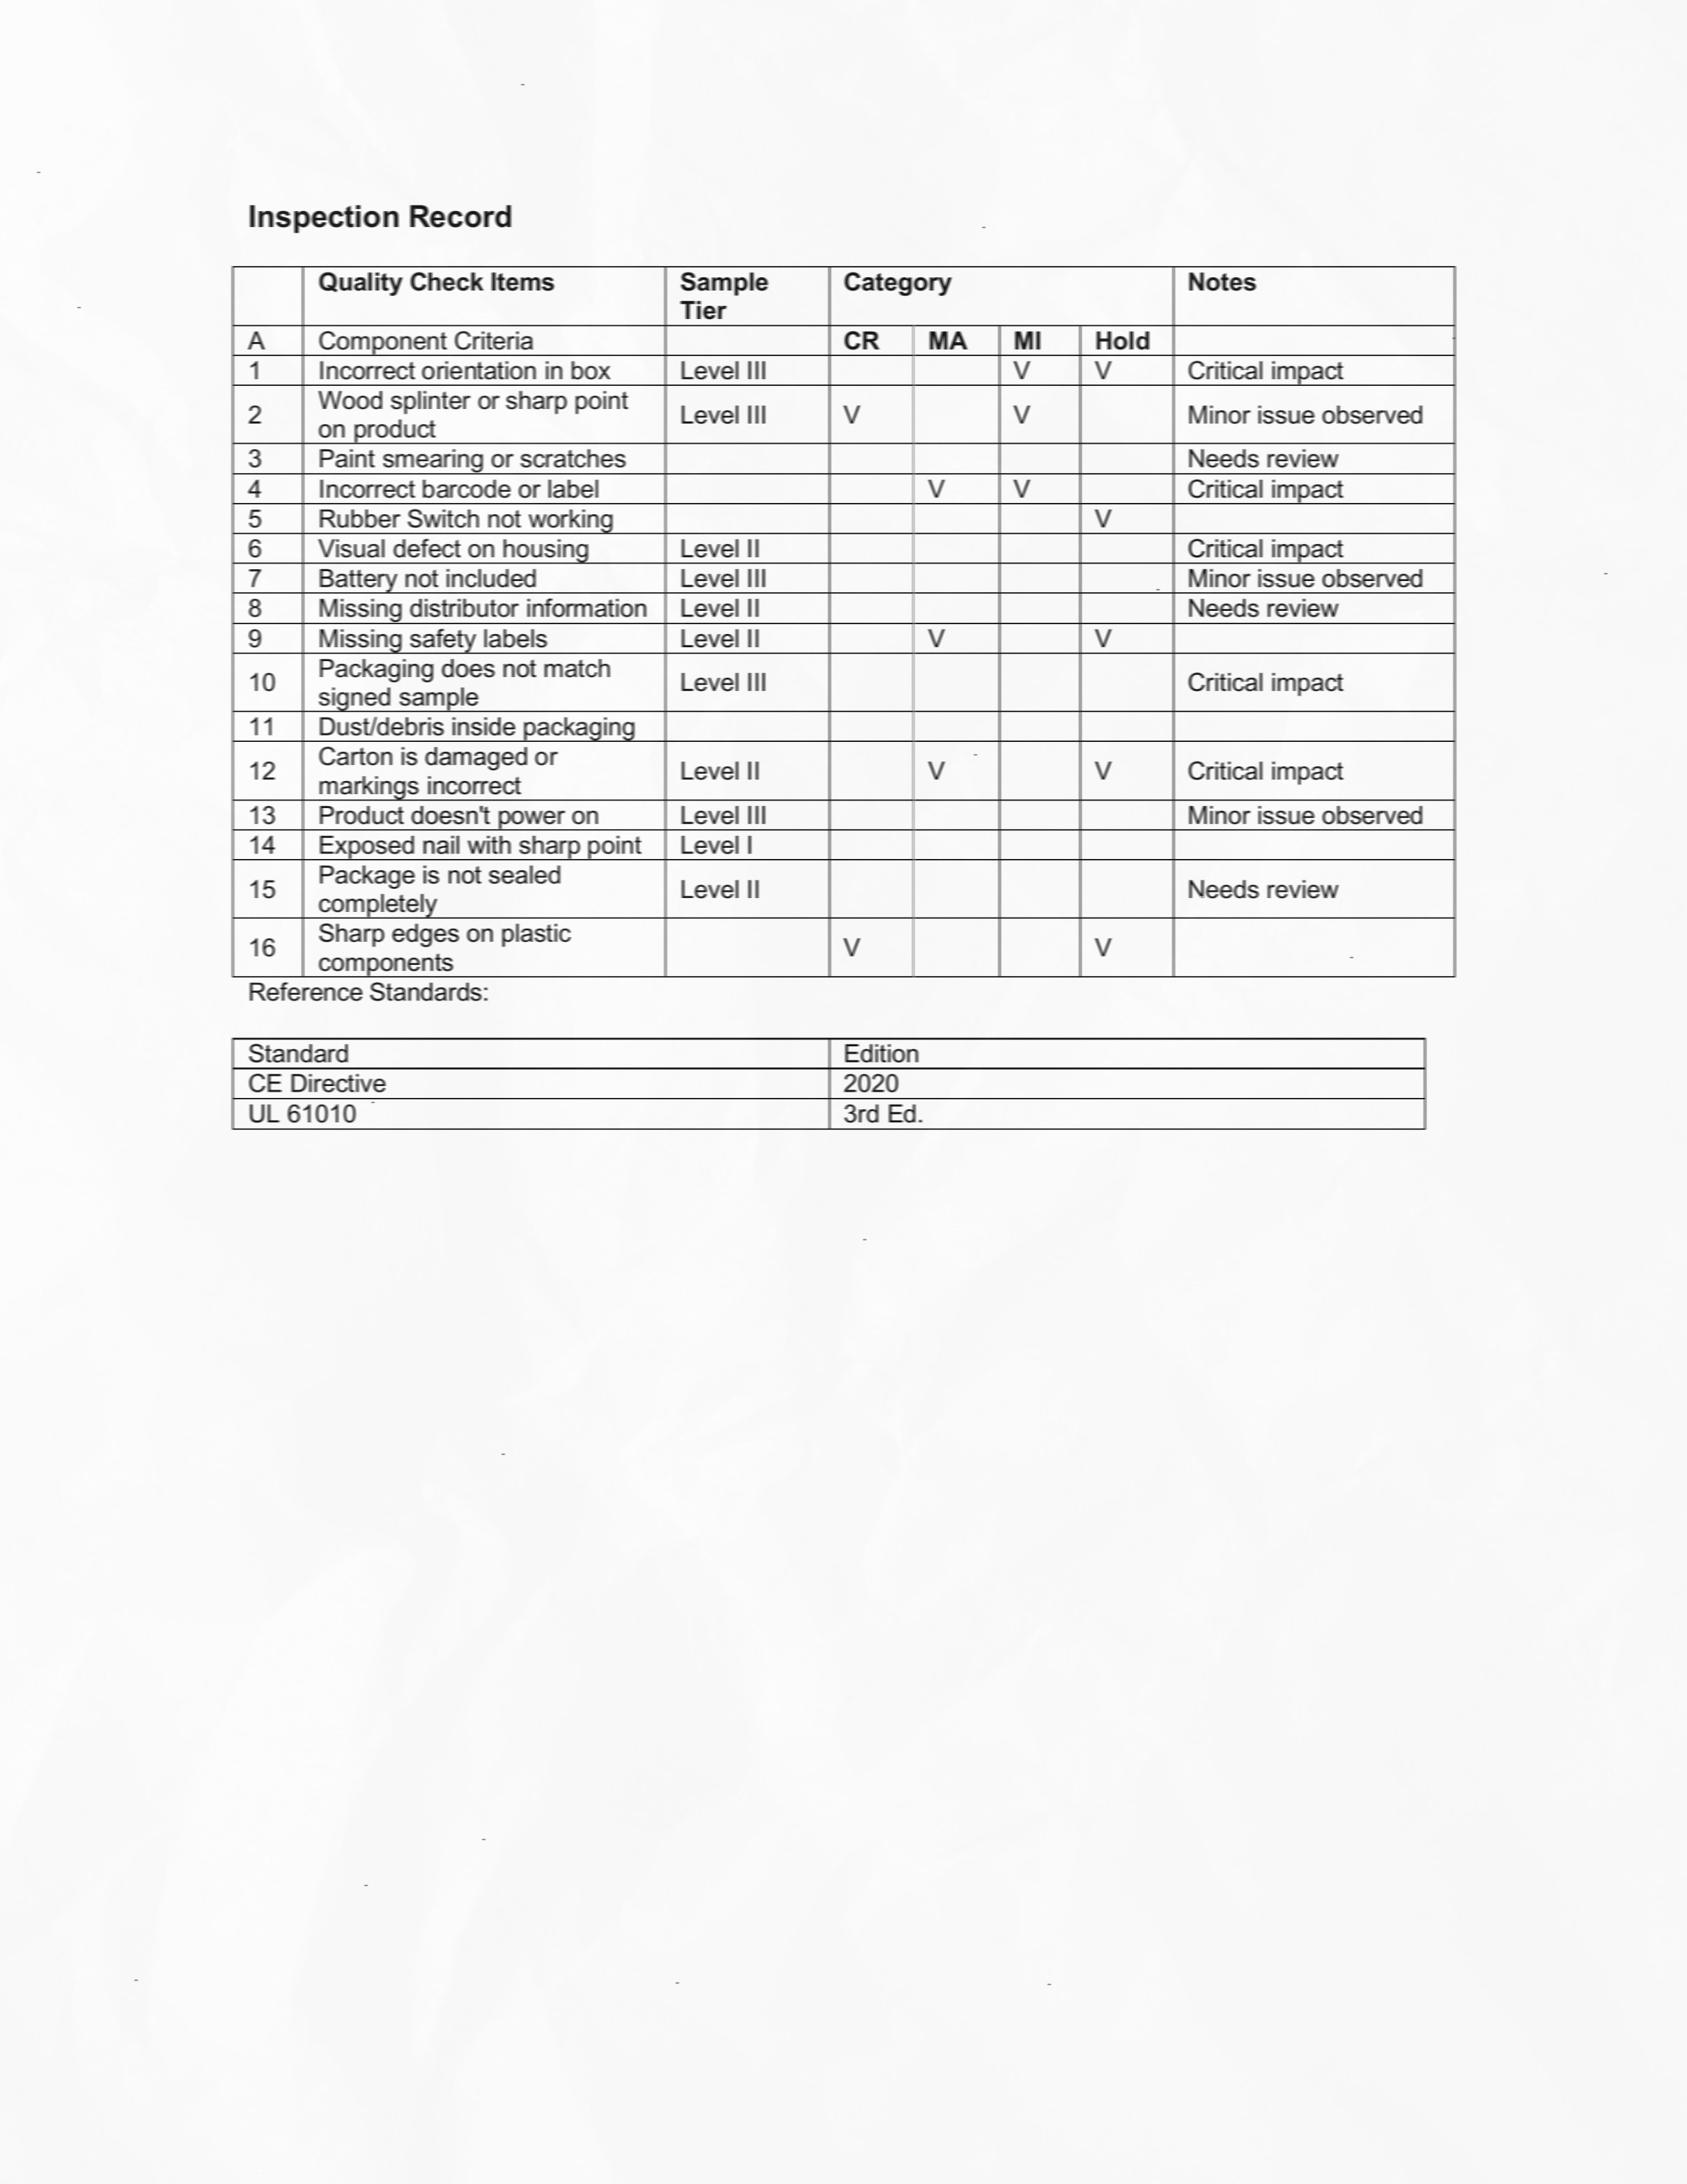 Inspection Record
Quality Check Items Sample Tier Category Notes
A Component Criteria CR MA MI Hold
1 Incorrect orientation in box Level III V V Critical impact
2 Wood splinter or sharp point on product Level III V V Minor issue observed
3 Paint smearing or scratches Needs review
4 Incorrect barcode or label V V Critical impact
5 Rubber Switch not working V
6 Visual defect on housing Level II Critical impact
7 Battery not included Level III Minor issue observed
8 Missing distributor information Level II Needs review
9 Missing safety labels Level II V V
10 Packaging does not match signed sample Level III Critical impact
11 Dust/debris inside packaging
12 Carton is damaged or markings incorrect Level II V V Critical impact
13 Product doesn't power on Level III Minor issue observed
14 Exposed nail with sharp point Level I
15 Package is not sealed completely Level II Needs review
16 Sharp edges on plastic components V V
Reference Standards:
Standard Edition
CE Directive 2020
UL 61010 3rd Ed.